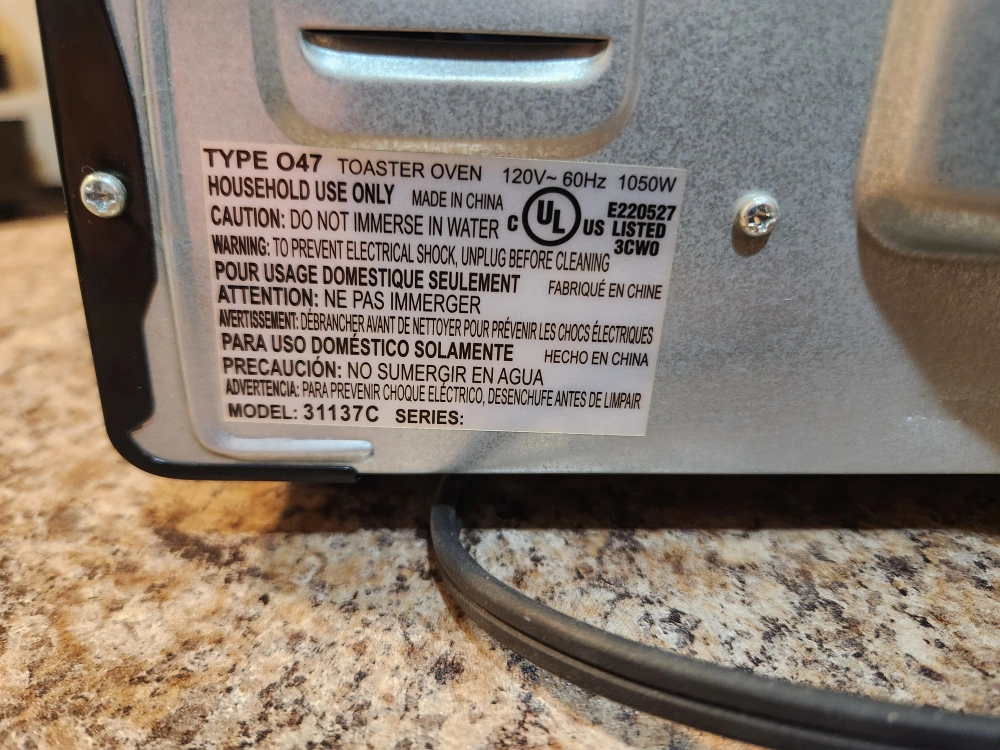 TYPE O47 TOASTER OVEN 120V~ 60Hz 1050W
HOUSEHOLD USE ONLY MADE IN CHINA
CAUTION: DO NOT IMMERSE IN WATER
C UL US E220527 LISTED 3CW0
WARNING: TO PREVENT ELECTRICAL SHOCK, UNPLUG BEFORE CLEANING
POUR USAGE DOMESTIQUE SEULEMENT FABRIQUÉ EN CHINE
ATTENTION: NE PAS IMMERGER
AVERTISSEMENT: DÉBRANCHER AVANT DE NETTOYER POUR PRÉVENIR LES CHOCS ÉLECTRIQUES
PARA USO DOMÉSTICO SOLAMENTE HECHO EN CHINA
PRECAUCIÓN: NO SUMERGIR EN AGUA
ADVERTENCIA: PARA PREVENIR CHOQUE ELÉCTRICO, DESENCHUFE ANTES DE LIMPAIR
MODEL: 31137C SERIES: